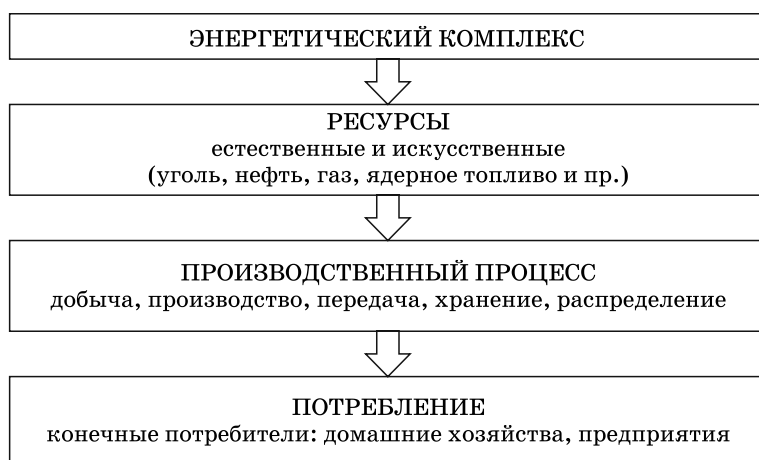 ЭНЕРГЕТИЧЕСКИЙ КОМПЛЕКС
РЕСУРСЫ
естественные и искусственные
(уголь, нефть, газ, ядерное топливо и пр.)
ПРОИЗВОДСТВЕННЫЙ ПРОЦЕСС
добыча, производство, передача, хранение, распределение
ПОТРЕБЛЕНИЕ
конечные потребители: домашние хозяйства, предприятия